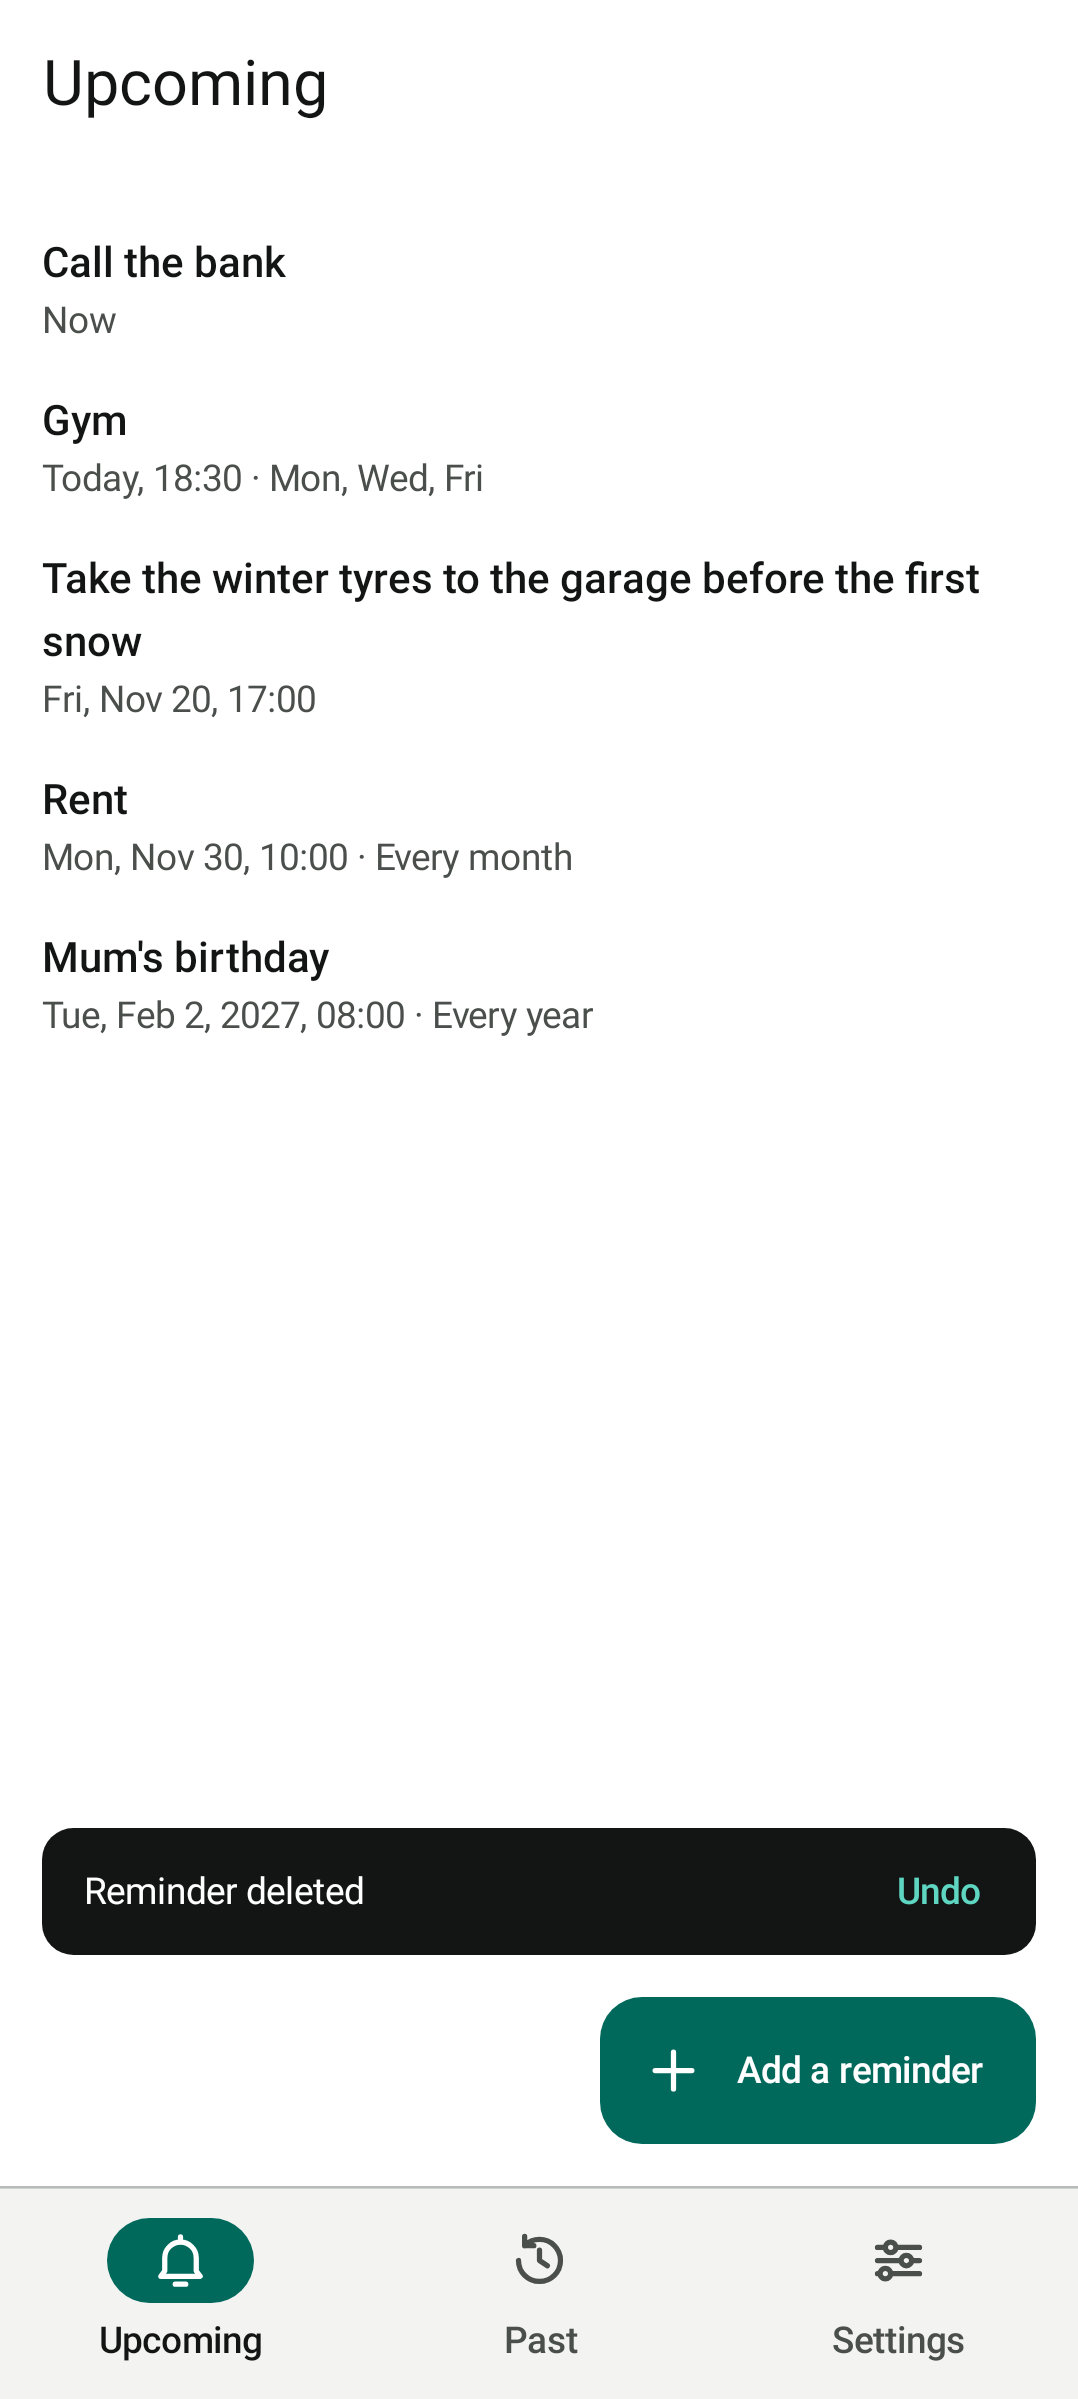 Upcoming
Call the bank
Now
Gym
Today, 18:30 · Mon, Wed, Fri
Take the winter tyres to the garage before the first
snow
Fri, Nov 20, 17:00
Rent
Mon, Nov 30, 10:00 · Every month
Mum's birthday
Tue, Feb 2, 2027, 08:00 · Every year
Reminder deleted
Undo
Add a reminder
Upcoming
Past
Settings